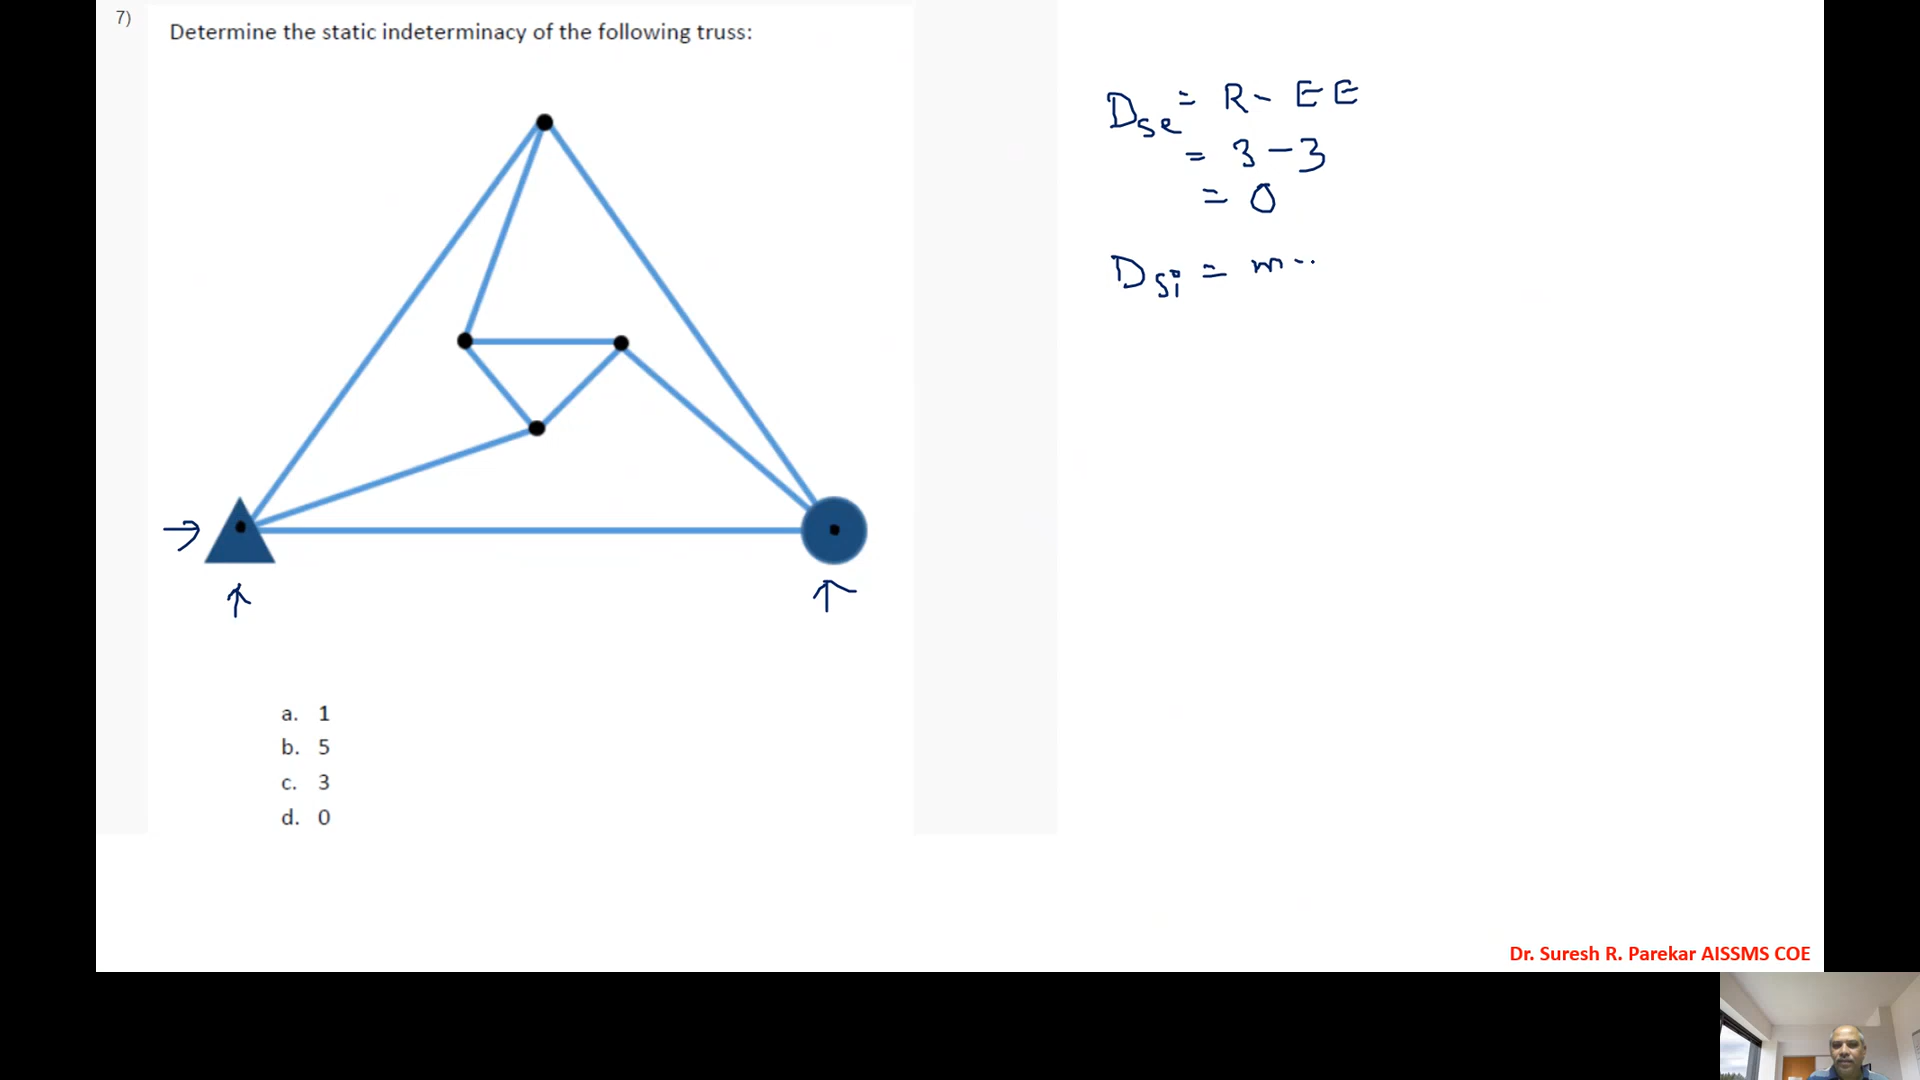 7)
Determine the static indeterminacy of the following truss:
a. 1
b. 5
c. 3
d. 0
Dse = R - EE
= 3 - 3
= 0
Dsi = m -
Dr. Suresh R. Parekar AISSMS COE